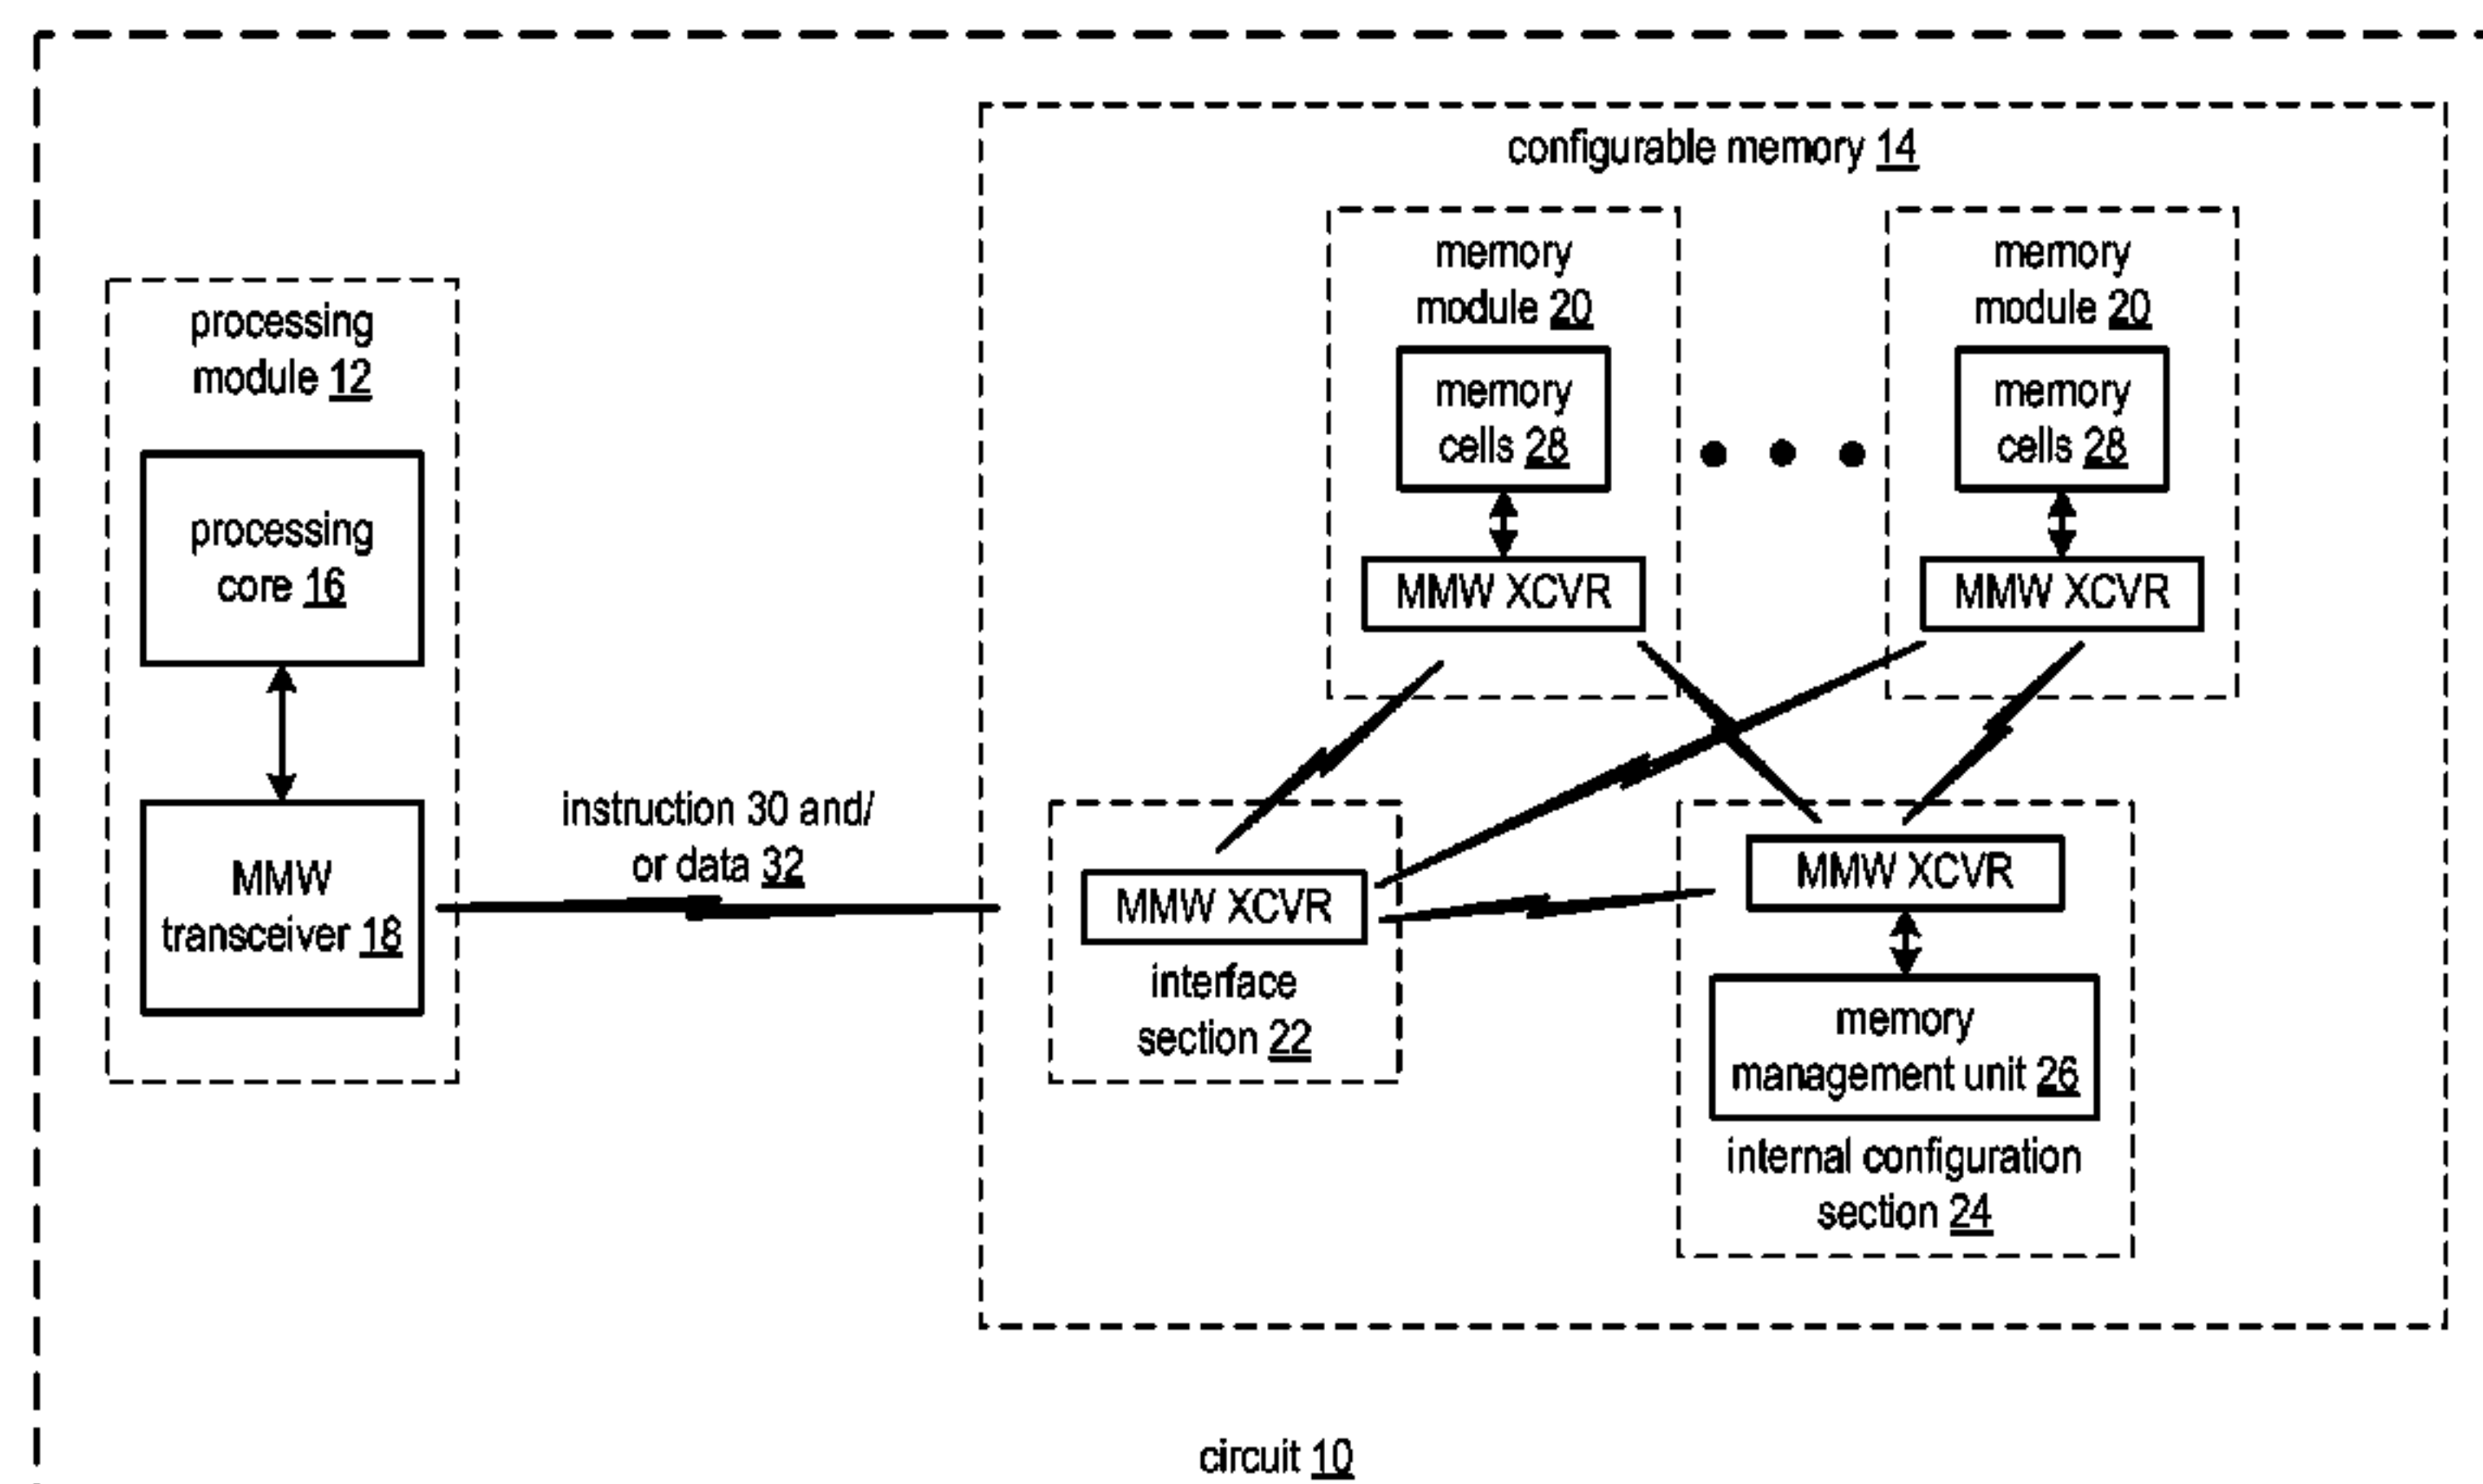 configurable memory 14
memory
module 20
memory
cells 28
MMW XCVR
memory
module 20
memory
cells 28
MMW XCVR
processing
module 12
processing
core 16
MMW
transceiver 18
instruction 30 and/
or data 32
MMW XCVR
interface
section 22
MMW XCVR
memory
management unit 26
internal configuration
section 24
circuit 10